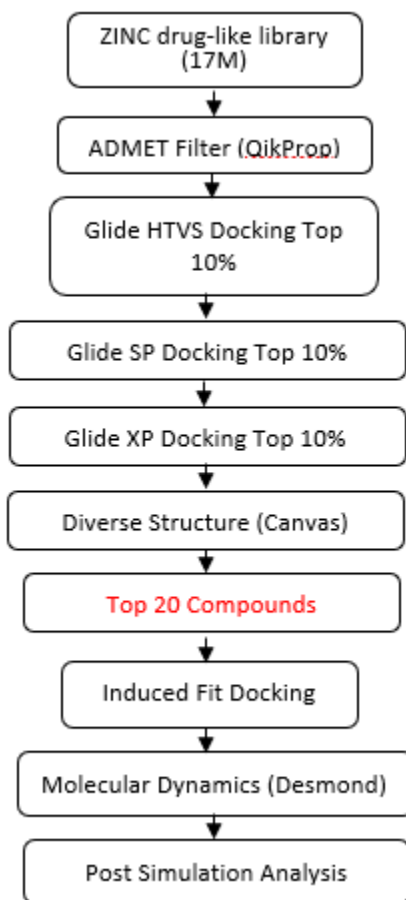 ZINC drug-like library
(17M)
ADMET Filter (QikProp)
Glide HTVS Docking Top
10%
Glide SP Docking Top 10%
Glide XP Docking Top 10%
Diverse Structure (Canvas)
Top 20 Compounds
Induced Fit Docking
Molecular Dynamics (Desmond)
Post Simulation Analysis